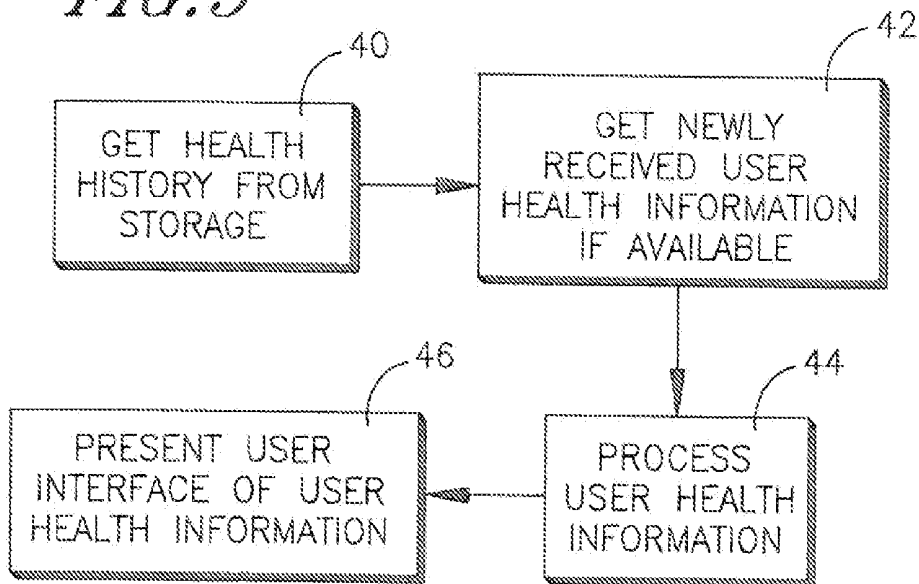 FIG.
40
42
GET HEALTH
HISTORY FROM
STORAGE
GET NEWLY
RECEIVED USER
HEALTH INFORMATION
IF AVAILABLE
46
44
PRESENT USER
INTERFACE OF USER
HEALTH INFORMATION
PROCESS
USER HEALTH
INFORMATION